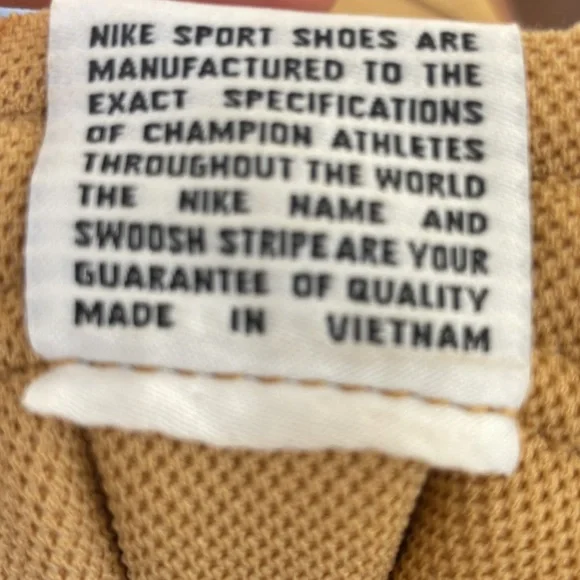 NIKE SPORT SHOES ARE
MANUFACTURED TO THE
EXACT SPECIFICATIONS
OF CHAMPION ATHLETES
THROUGHOUT THE WORLD
THE NIKE NAME AND
SWOOSH STRIPE ARE YOUR
GUARANTEE OF QUALITY
MADE IN VIETNAM